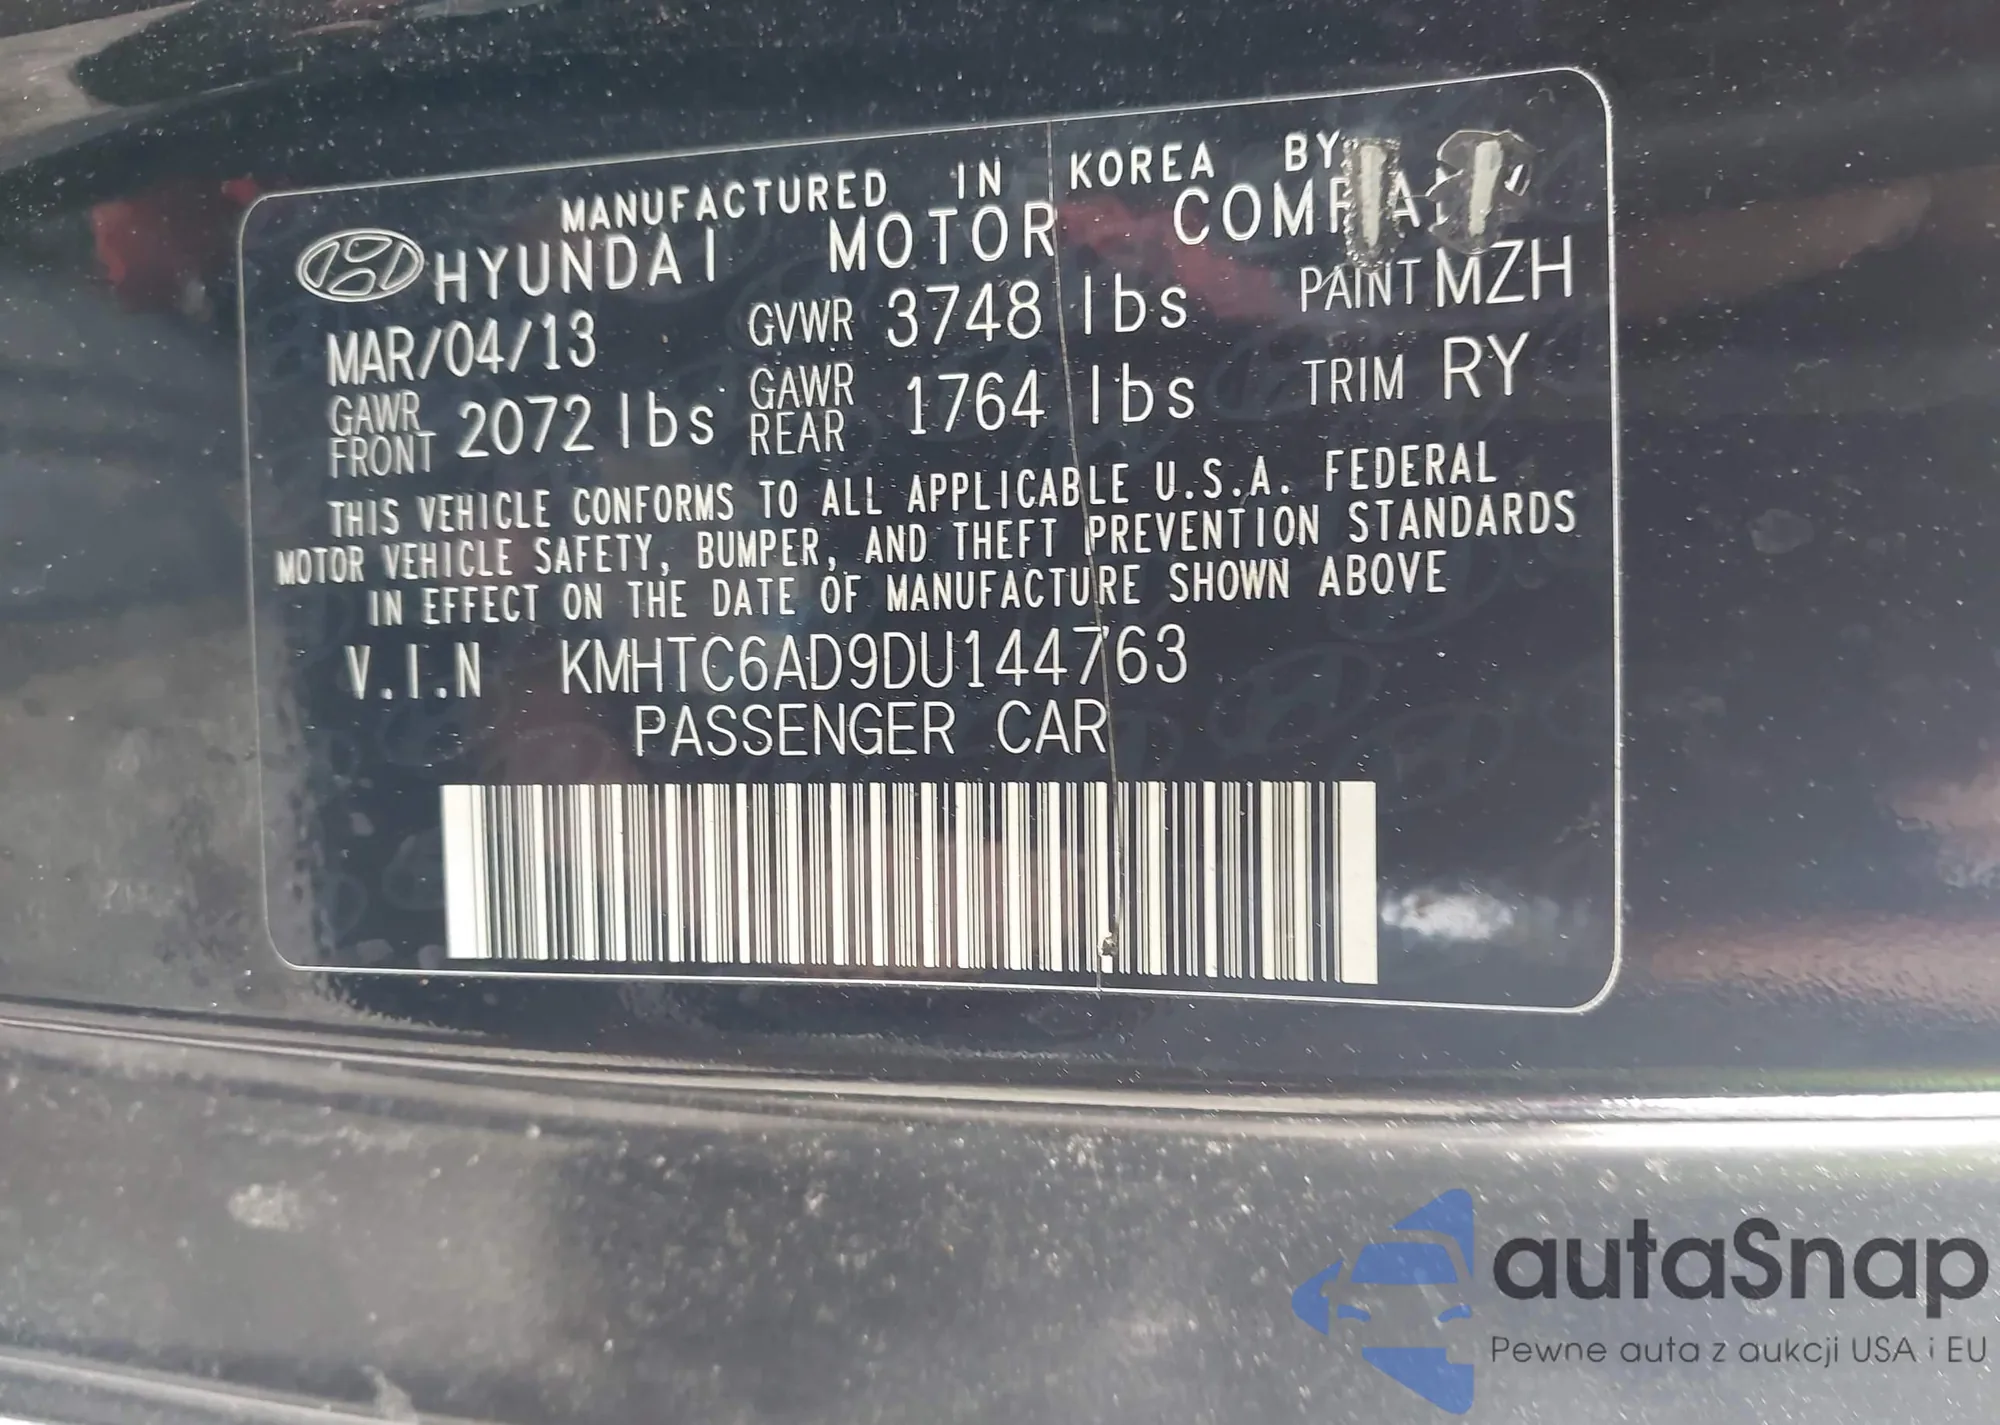 MANUFACTURED IN KOREA BY
HYUNDAI MOTOR COMPANY
MAR/04/13 GVWR 3748 lbs PAINT MZH
GAWR FRONT 2072 lbs GAWR REAR 1764 lbs TRIM RY
THIS VEHICLE CONFORMS TO ALL APPLICABLE U.S.A. FEDERAL
MOTOR VEHICLE SAFETY, BUMPER, AND THEFT PREVENTION STANDARDS
IN EFFECT ON THE DATE OF MANUFACTURE SHOWN ABOVE
V.I.N KMHTC6AD9DU144763
PASSENGER CAR
autaSnap
Pewne auta z aukcji USA i EU